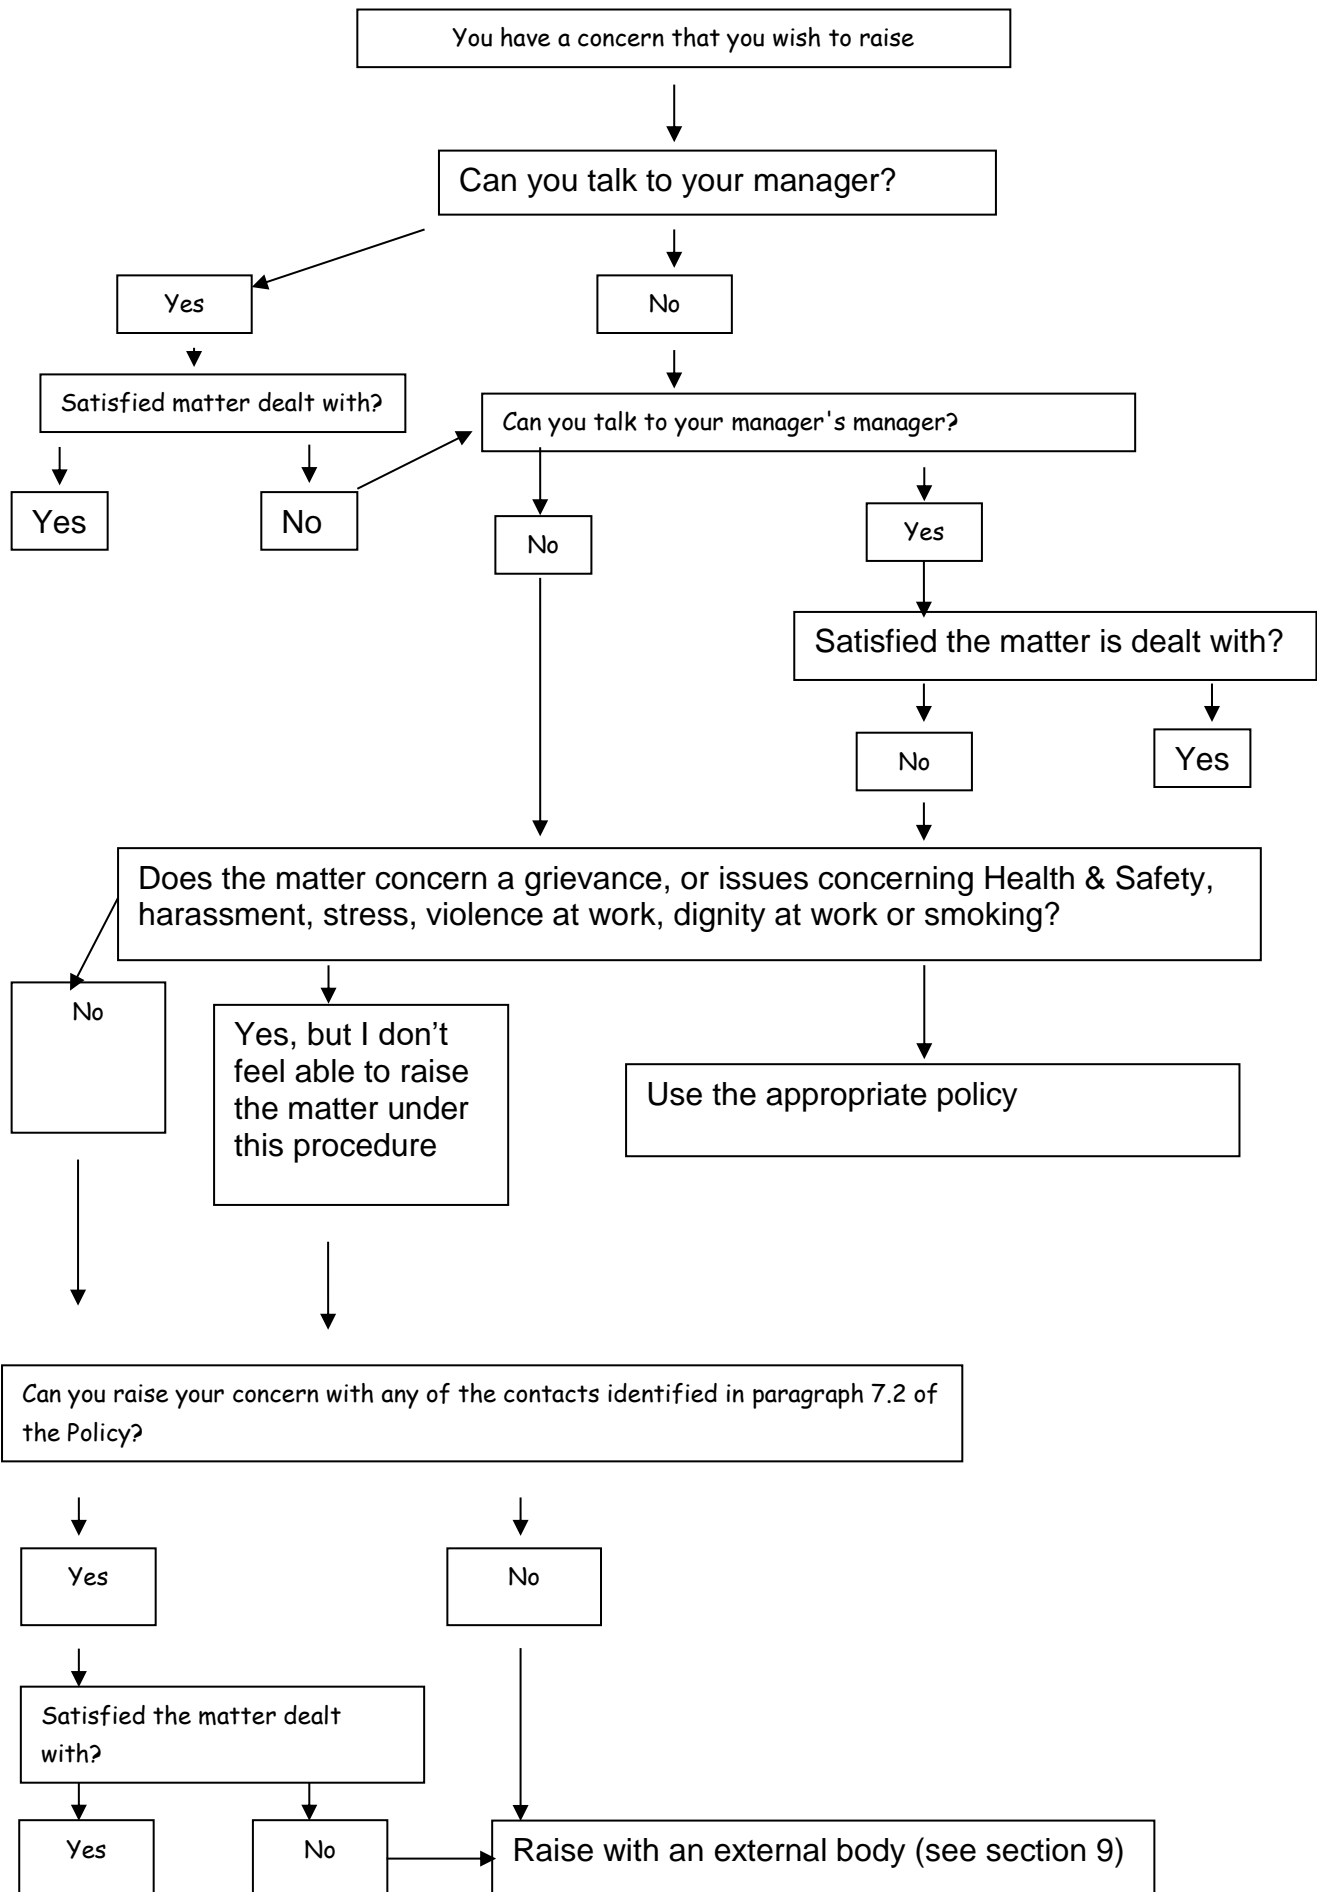 You have a concern that you wish to raise
Can you talk to your manager?
Yes
No
Satisfied matter dealt with?
Can you talk to your manager's manager?
Yes
No
No
Yes
Satisfied the matter is dealt with?
No
Yes
Does the matter concern a grievance, or issues concerning Health & Safety,
harassment, stress, violence at work, dignity at work or smoking?
No
Yes, but I don’t
feel able to raise
the matter under
this procedure
Use the appropriate policy
Can you raise your concern with any of the contacts identified in paragraph 7.2 of
the Policy?
Yes
No
Satisfied the matter dealt
with?
Yes
No
Raise with an external body (see section 9)